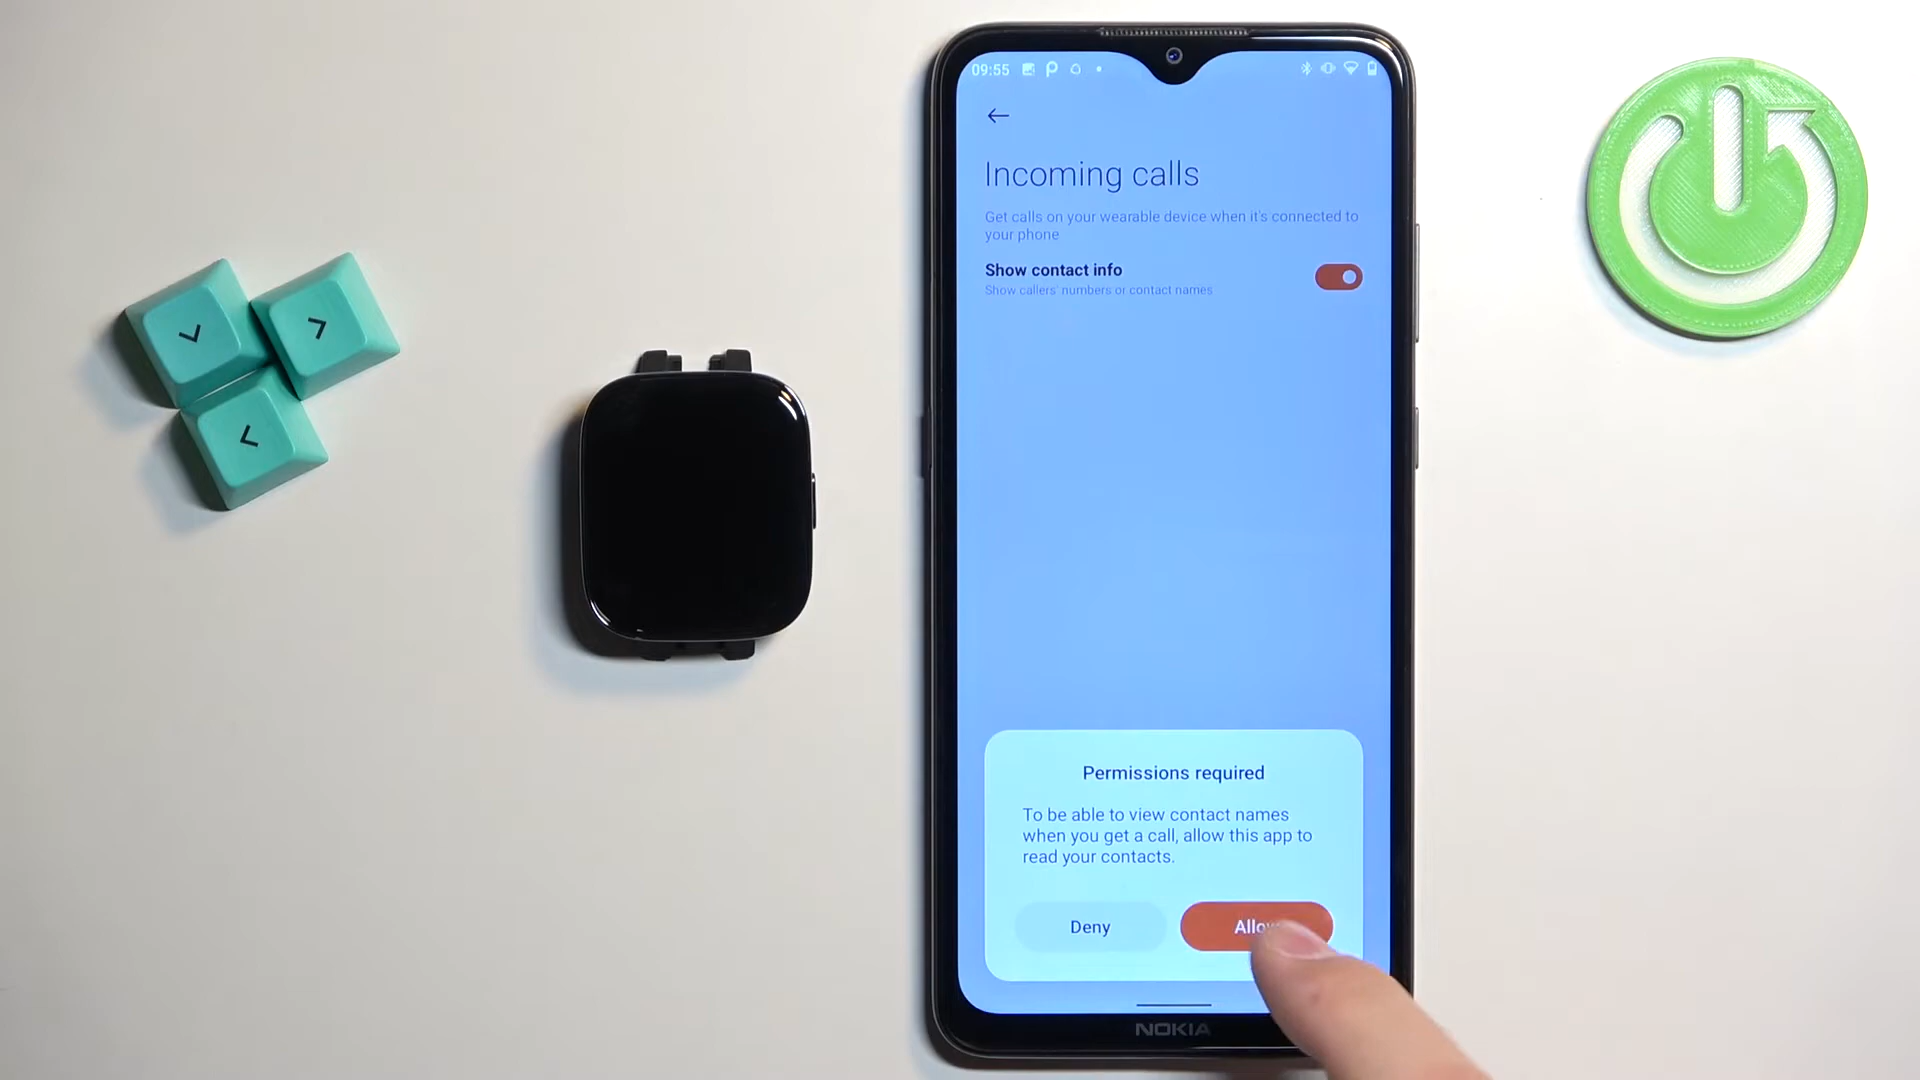 09:55
Incoming calls
Get calls on your wearable device when it's connected to
your phone
Show contact info
Show callers' numbers or contact names
Permissions required
To be able to view contact names
when you get a call, allow this app to
read your contacts.
Deny
NOKIA